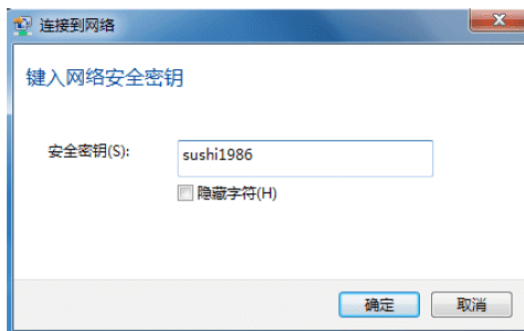 连接到网络
键入网络安全密钥
安全密钥(S):
sushi1986
隐藏字符(H)
确定
取消